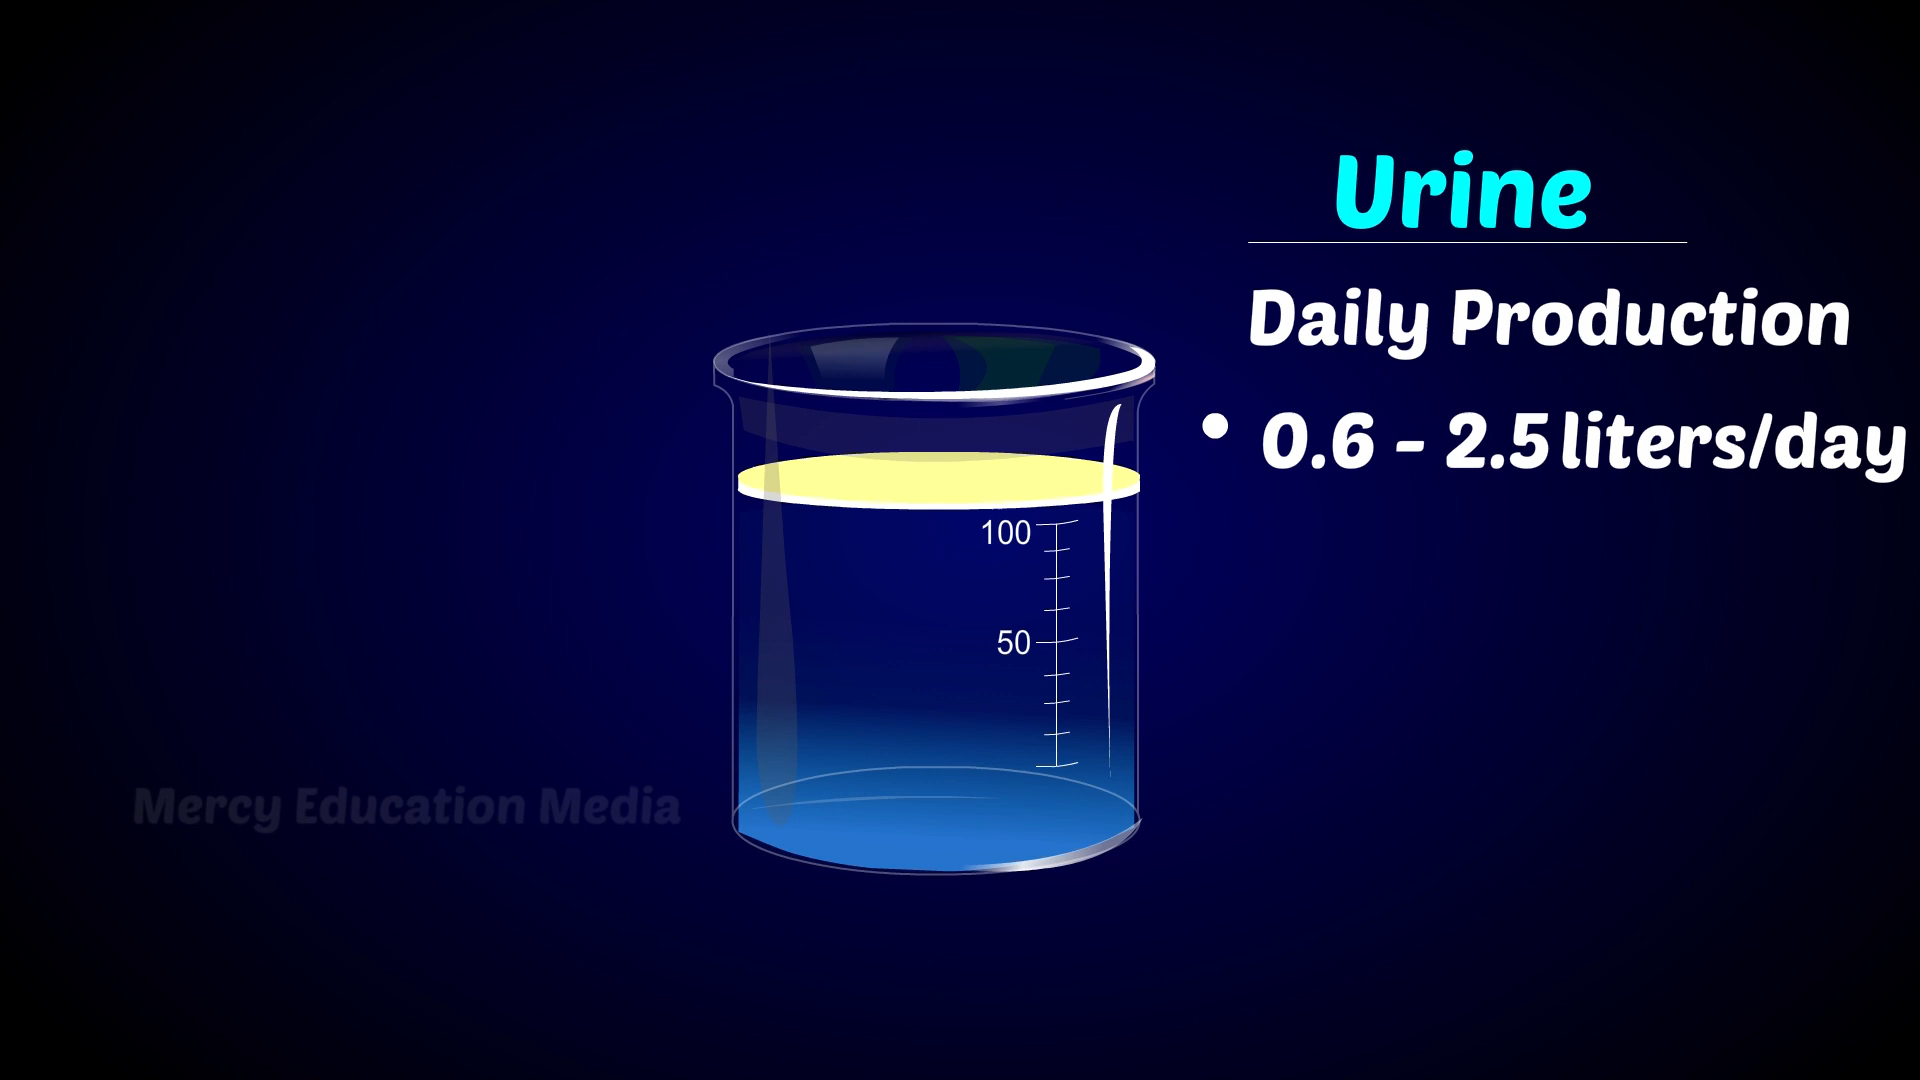 Urine
Daily Production
• 0.6 - 2.5 liters/day
100
50
Mercy Education Media